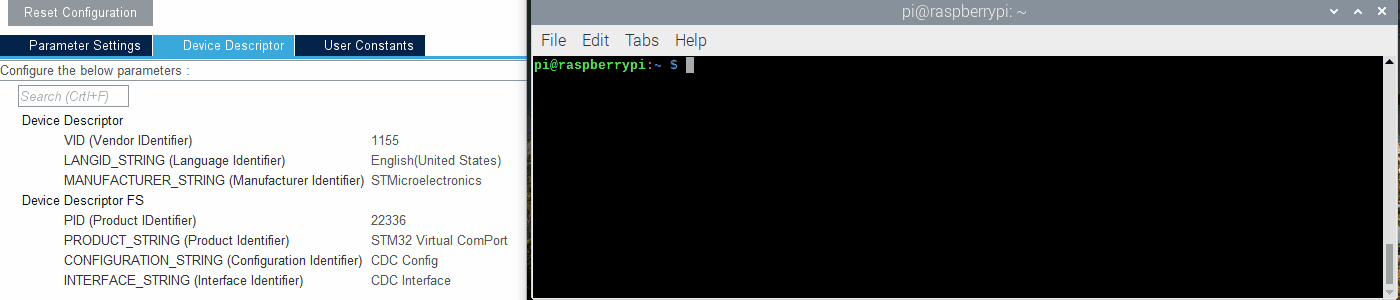 Reset Configuration
Parameter Settings Device Descriptor User Constants
Configure the below parameters :
Search (CrtI+F)
Device Descriptor
VID (Vendor IDentifier) 1155
LANGID_STRING (Language Identifier) English(United States)
MANUFACTURER_STRING (Manufacturer Identifier) STMicroelectronics
Device Descriptor FS
PID (Product IDentifier) 22336
PRODUCT_STRING (Product Identifier) STM32 Virtual ComPort
CONFIGURATION_STRING (Configuration Identifier) CDC Config
INTERFACE_STRING (Interface Identifier) CDC Interface
pi@raspberrypi: ~
File Edit Tabs Help
pi@raspberrypi:~ $